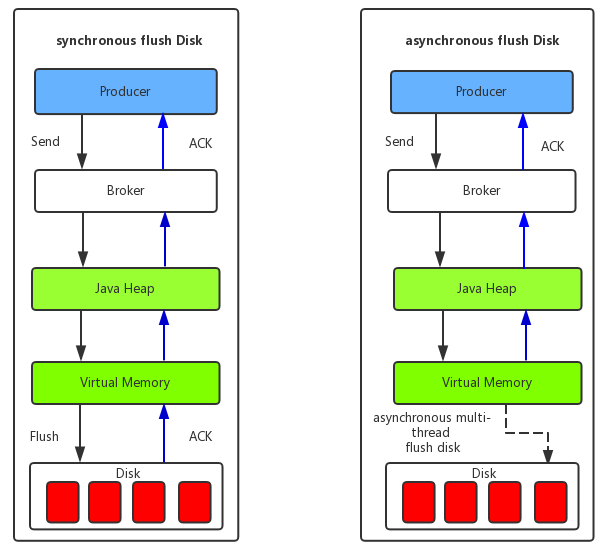 synchronous flush Disk
Producer
Send
ACK
Broker
Java Heap
Virtual Memory
Flush
ACK
Disk
asynchronous flush Disk
Producer
Send
ACK
Broker
Java Heap
Virtual Memory
asynchronous multi-
thread
flush disk
Disk